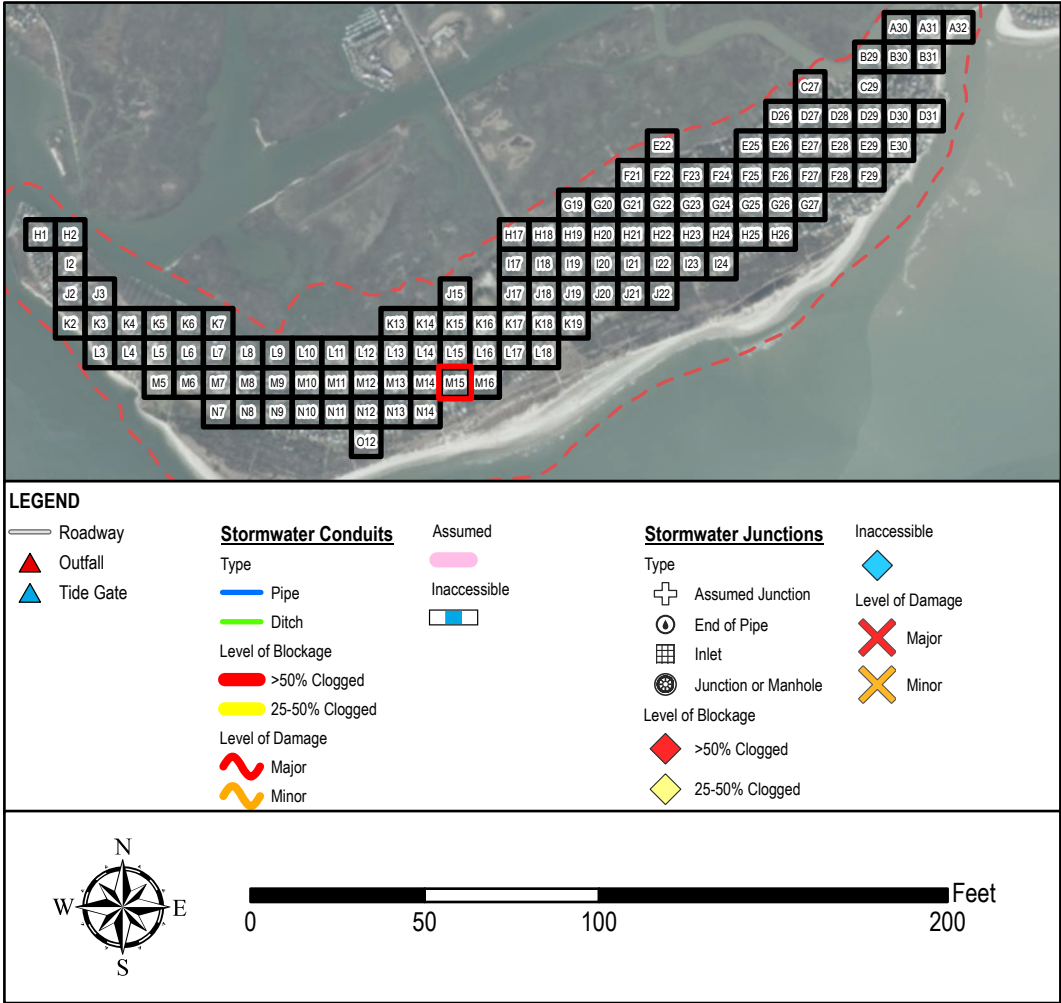 A30 A31 A32
B29 B30 B31
C27 C29
D26 D27 D28 D29 D30 D31
E22 E25 E26 E27 E28 E29 E30
F21 F22 F23 F24 F25 F26 F27 F28 F29
G19 G20 G21 G22 G23 G24 G25 G26 G27
H1 H2 H17 H18 H19 H20 H21 H22 H23 H24 H25 H26
I2 I17 I18 I19 I20 I21 I22 I23 I24
J2 J3 J15 J17 J18 J19 J20 J21 J22
K2 K3 K4 K5 K6 K7 K13 K14 K15 K16 K17 K18 K19
L3 L4 L5 L6 L7 L8 L9 L10 L11 L12 L13 L14 L15 L16 L17 L18
M5 M6 M7 M8 M9 M10 M11 M12 M13 M14 M15 M16
N7 N8 N9 N10 N11 N12 N13 N14
O12
LEGEND
Roadway
Outfall
Tide Gate
Stormwater Conduits
Type
Pipe
Ditch
Level of Blockage
>50% Clogged
25-50% Clogged
Level of Damage
Major
Minor
Assumed
Inaccessible
Stormwater Junctions
Type
Assumed Junction
End of Pipe
Inlet
Junction or Manhole
Level of Blockage
>50% Clogged
25-50% Clogged
Inaccessible
Level of Damage
Major
Minor
N
W E
S
Feet
0 50 100 200